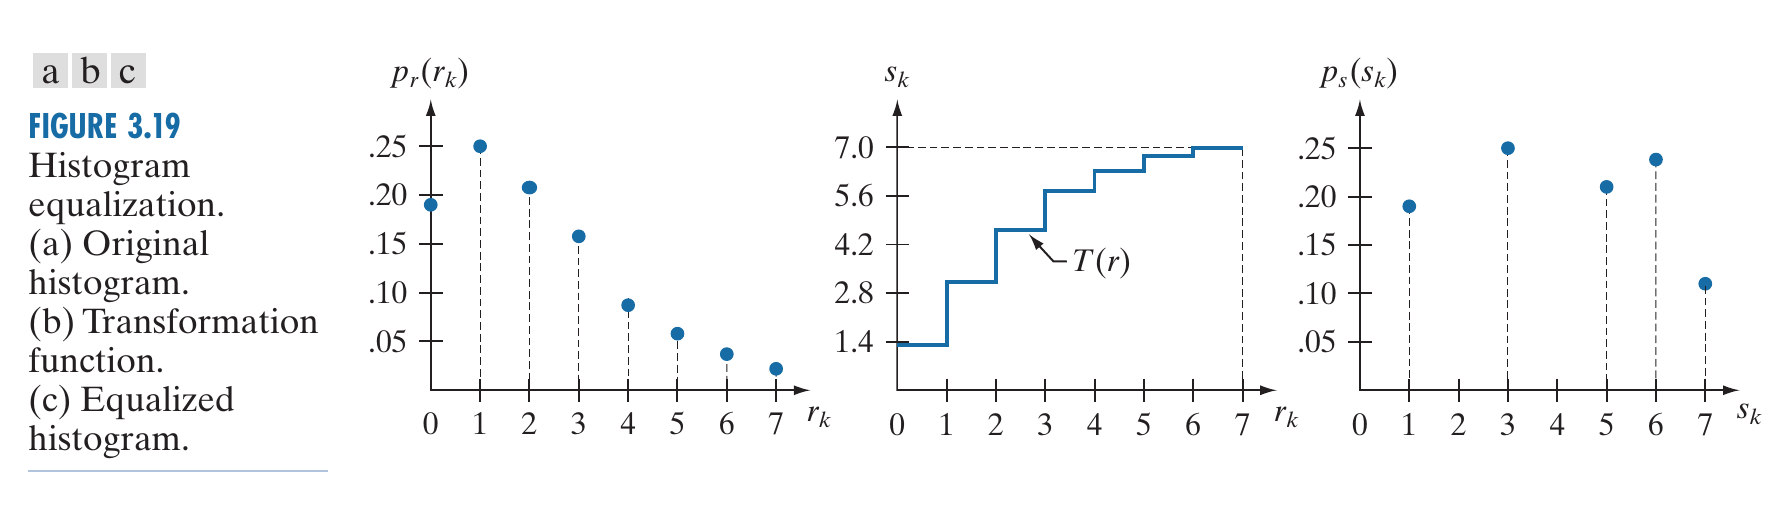 a b c
FIGURE 3.19
Histogram
equalization.
(a) Original
histogram.
(b) Transformation
function.
(c) Equalized
histogram.
p_r(r_k)
.25
.20
.15
.10
.05
0 1 2 3 4 5 6 7 r_k
s_k
7.0
5.6
4.2
2.8
1.4
T(r)
0 1 2 3 4 5 6 7 r_k
p_s(s_k)
.25
.20
.15
.10
.05
0 1 2 3 4 5 6 7 s_k